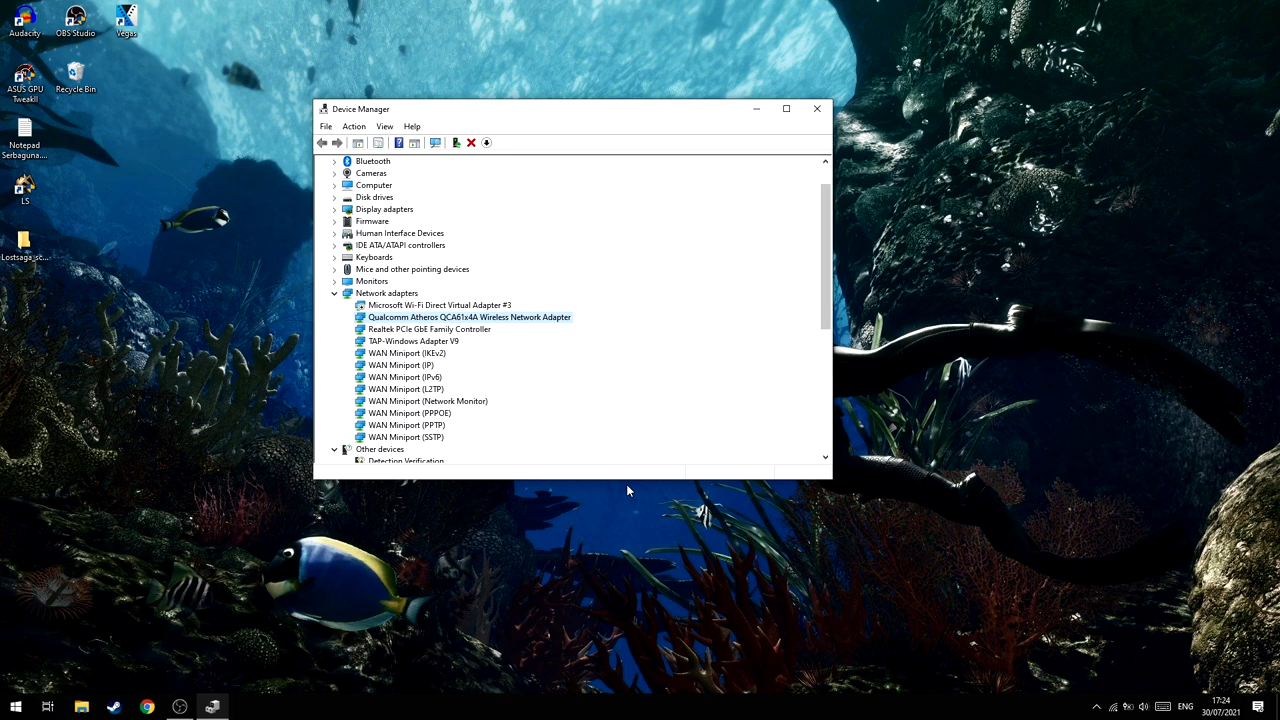 Audacity
OBS Studio
Vegas
ASUS GPU
TweakII
Recycle Bin
Notepad
Serbaguna....
LS
Lostsaga_sc...
Device Manager
File Action View Help
Bluetooth
Cameras
Computer
Disk drives
Display adapters
Firmware
Human Interface Devices
IDE ATA/ATAPI controllers
Keyboards
Mice and other pointing devices
Monitors
Network adapters
Microsoft Wi-Fi Direct Virtual Adapter #3
Qualcomm Atheros QCA61x4A Wireless Network Adapter
Realtek PCIe GbE Family Controller
TAP-Windows Adapter V9
WAN Miniport (IKEv2)
WAN Miniport (IP)
WAN Miniport (IPv6)
WAN Miniport (L2TP)
WAN Miniport (Network Monitor)
WAN Miniport (PPPOE)
WAN Miniport (PPTP)
WAN Miniport (SSTP)
Other devices
Detection Verification
ENG
17:24
30/07/2021